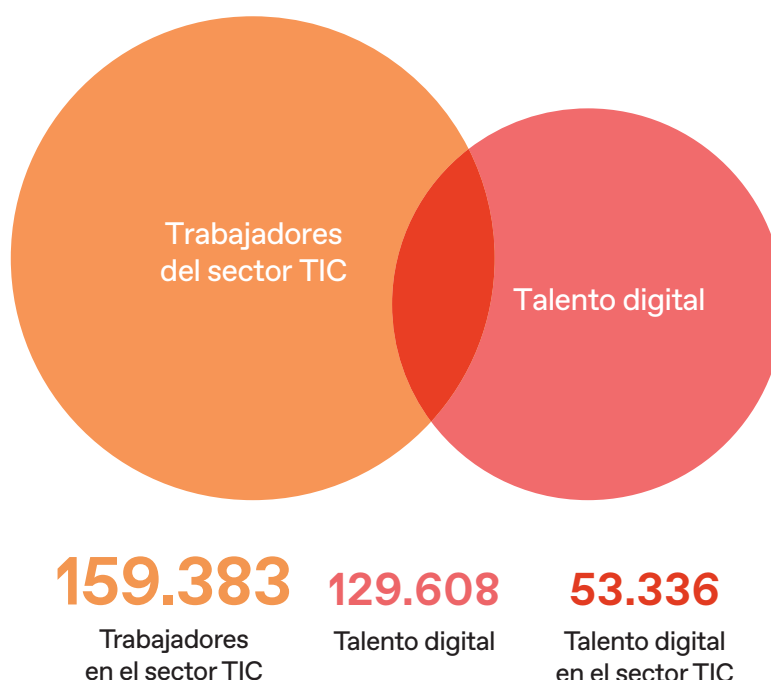 Trabajadores
del sector TIC
Talento digital
159.383
Trabajadores
en el sector TIC
129.608
Talento digital
53.336
Talento digital
en el sector TIC